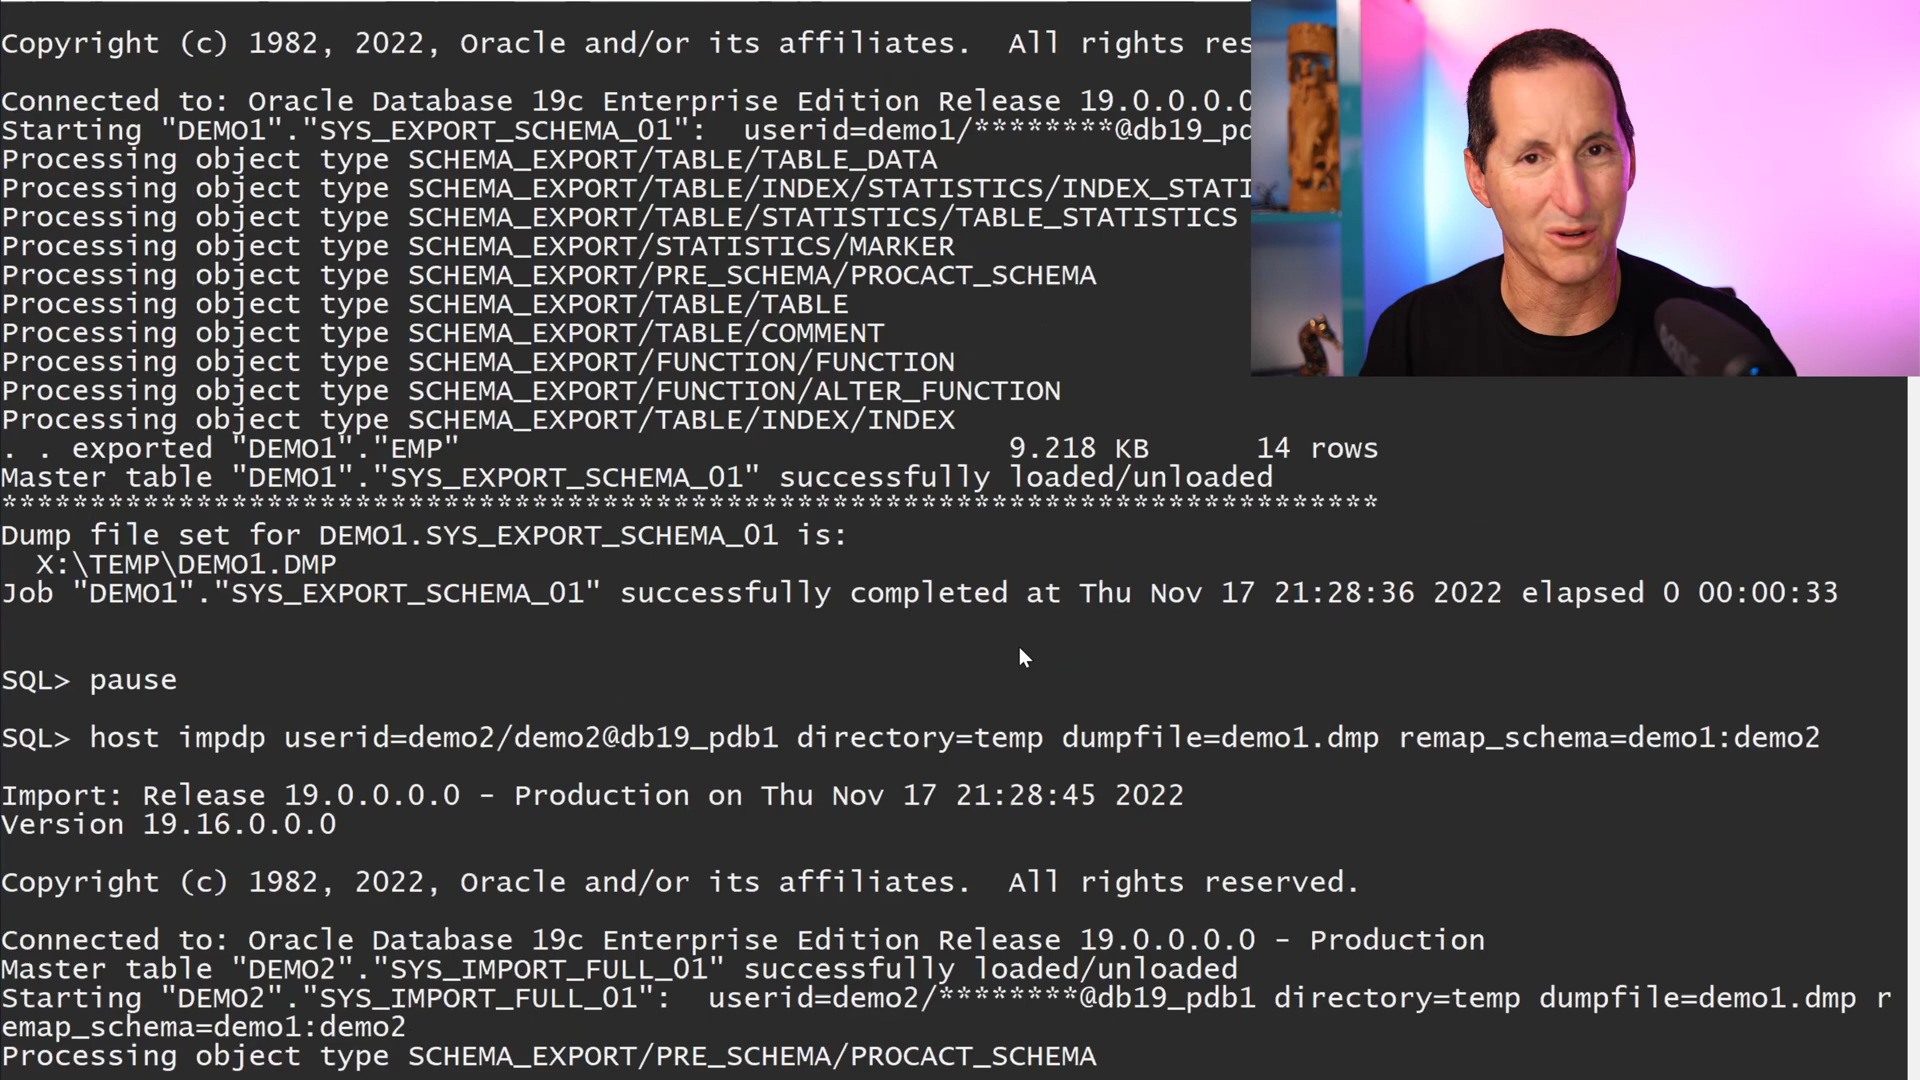 Copyright (c) 1982, 2022, Oracle and/or its affiliates.  All rights res
Connected to: Oracle Database 19c Enterprise Edition Release 19.0.0.0.0
Starting "DEMO1"."SYS_EXPORT_SCHEMA_01":  userid=demo1/********@db19_pd
Processing object type SCHEMA_EXPORT/TABLE/TABLE_DATA
Processing object type SCHEMA_EXPORT/TABLE/INDEX/STATISTICS/INDEX_STATI
Processing object type SCHEMA_EXPORT/TABLE/STATISTICS/TABLE_STATISTICS
Processing object type SCHEMA_EXPORT/STATISTICS/MARKER
Processing object type SCHEMA_EXPORT/PRE_SCHEMA/PROCACT_SCHEMA
Processing object type SCHEMA_EXPORT/TABLE/TABLE
Processing object type SCHEMA_EXPORT/TABLE/COMMENT
Processing object type SCHEMA_EXPORT/FUNCTION/FUNCTION
Processing object type SCHEMA_EXPORT/FUNCTION/ALTER_FUNCTION
Processing object type SCHEMA_EXPORT/TABLE/INDEX/INDEX
. . exported "DEMO1"."EMP"                               9.218 KB      14 rows
Master table "DEMO1"."SYS_EXPORT_SCHEMA_01" successfully loaded/unloaded
******************************************************************************
Dump file set for DEMO1.SYS_EXPORT_SCHEMA_01 is:
  X:\TEMP\DEMO1.DMP
Job "DEMO1"."SYS_EXPORT_SCHEMA_01" successfully completed at Thu Nov 17 21:28:36 2022 elapsed 0 00:00:33
SQL> pause
SQL> host impdp userid=demo2/demo2@db19_pdb1 directory=temp dumpfile=demo1.dmp remap_schema=demo1:demo2
Import: Release 19.0.0.0.0 - Production on Thu Nov 17 21:28:45 2022
Version 19.16.0.0.0
Copyright (c) 1982, 2022, Oracle and/or its affiliates.  All rights reserved.
Connected to: Oracle Database 19c Enterprise Edition Release 19.0.0.0.0 - Production
Master table "DEMO2"."SYS_IMPORT_FULL_01" successfully loaded/unloaded
Starting "DEMO2"."SYS_IMPORT_FULL_01":  userid=demo2/********@db19_pdb1 directory=temp dumpfile=demo1.dmp r
emap_schema=demo1:demo2
Processing object type SCHEMA_EXPORT/PRE_SCHEMA/PROCACT_SCHEMA